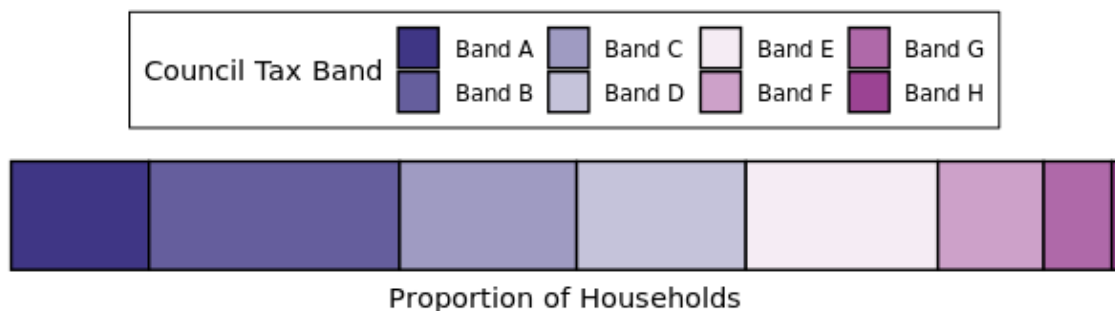 Council Tax Band
Band A Band C Band E Band G
Band B Band D Band F Band H
Proportion of Households